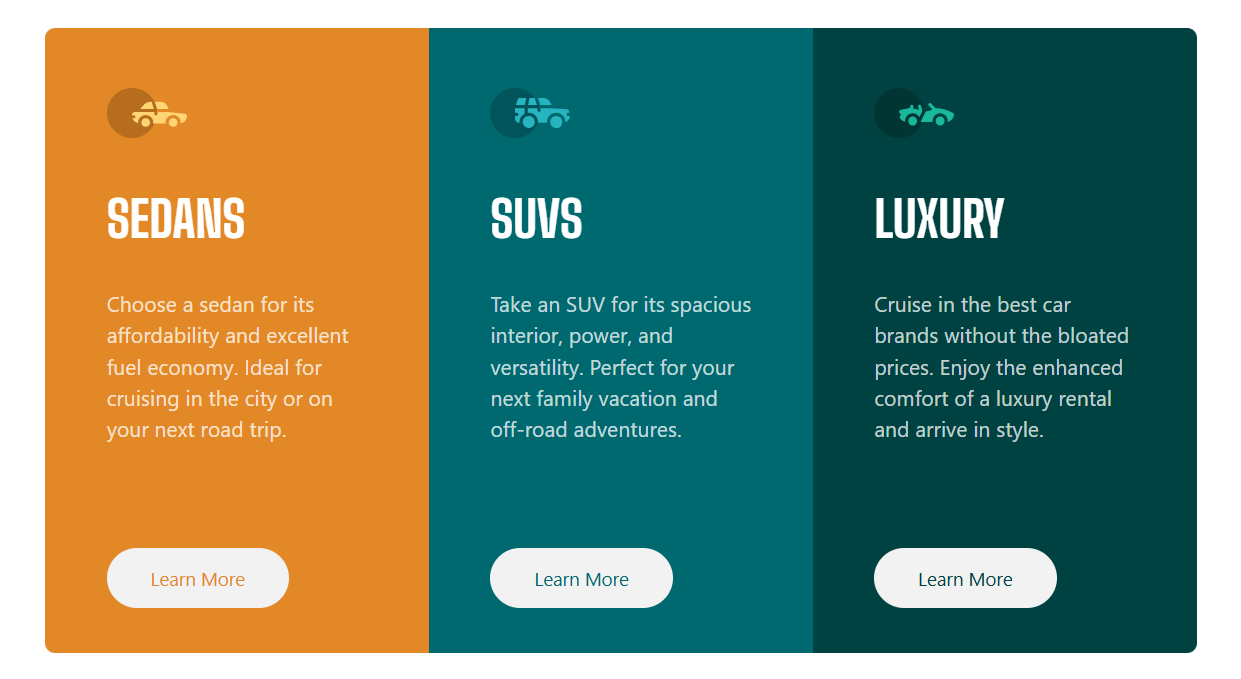 SEDANS
Choose a sedan for its
affordability and excellent
fuel economy. Ideal for
cruising in the city or on
your next road trip.
Learn More
SUVS
Take an SUV for its spacious
interior, power, and
versatility. Perfect for your
next family vacation and
off-road adventures.
Learn More
LUXURY
Cruise in the best car
brands without the bloated
prices. Enjoy the enhanced
comfort of a luxury rental
and arrive in style.
Learn More